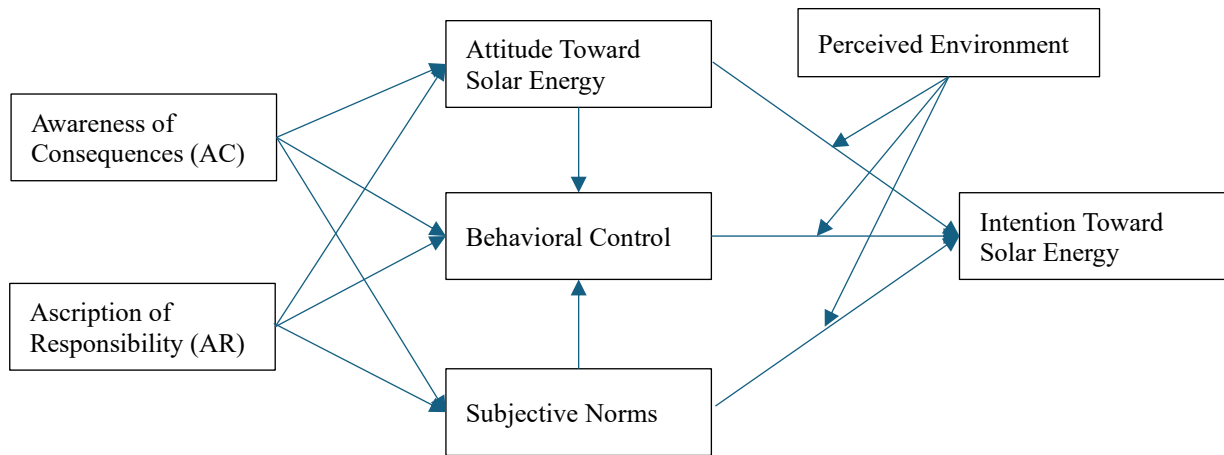 Attitude Toward
Solar Energy
Perceived Environment
Awareness of
Consequences (AC)
Behavioral Control
Intention Toward
Solar Energy
Ascription of
Responsibility (AR)
Subjective Norms